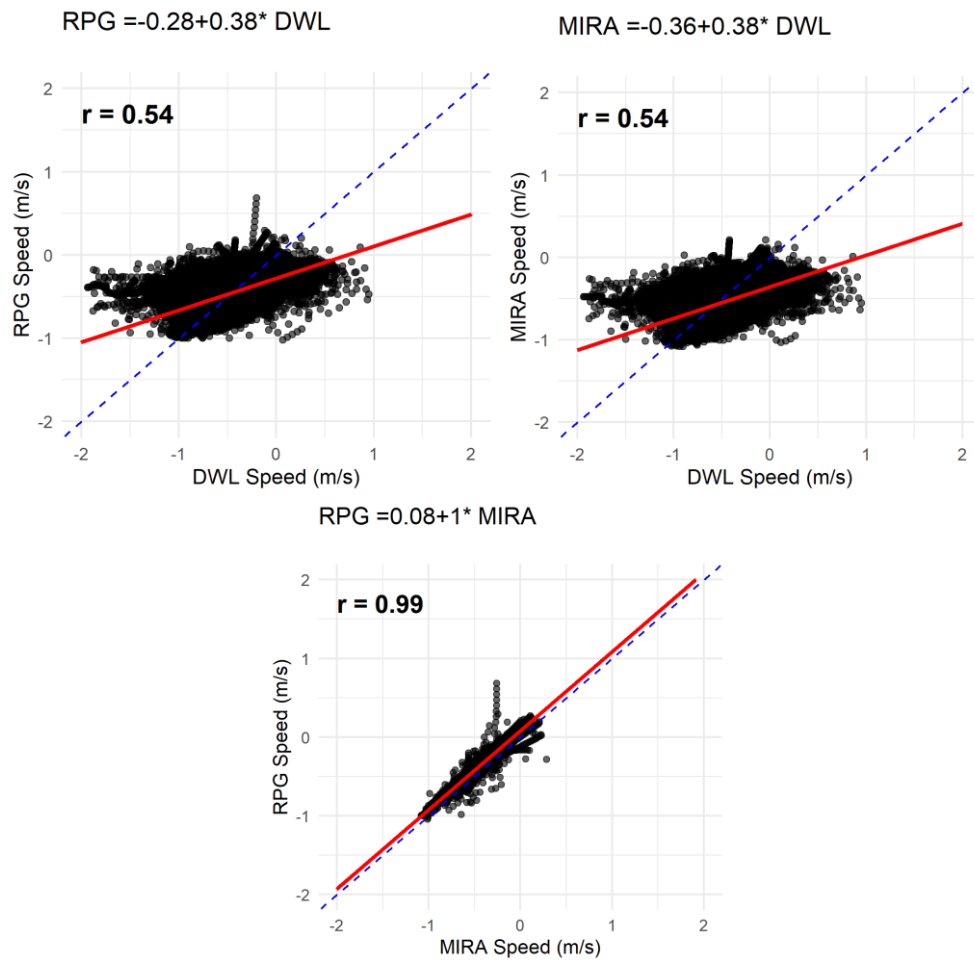 RPG =-0.28+0.38* DWL
r = 0.54
RPG Speed (m/s)
2
1
0
-1
-2
-2 -1 0 1 2
DWL Speed (m/s)
MIRA =-0.36+0.38* DWL
r = 0.54
MIRA Speed (m/s)
2
1
0
-1
-2
-2 -1 0 1 2
DWL Speed (m/s)
RPG =0.08+1* MIRA
r = 0.99
RPG Speed (m/s)
2
1
0
-1
-2
-2 -1 0 1 2
MIRA Speed (m/s)